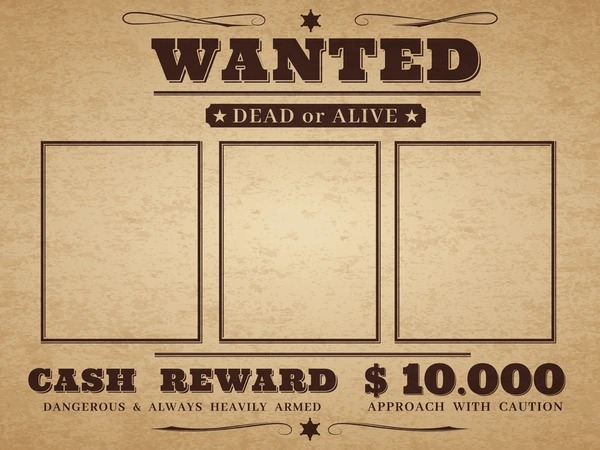 WANTED
★ DEAD or ALIVE ★
CASH REWARD $ 10.000
DANGEROUS & ALWAYS HEAVILY ARMED APPROACH WITH CAUTION